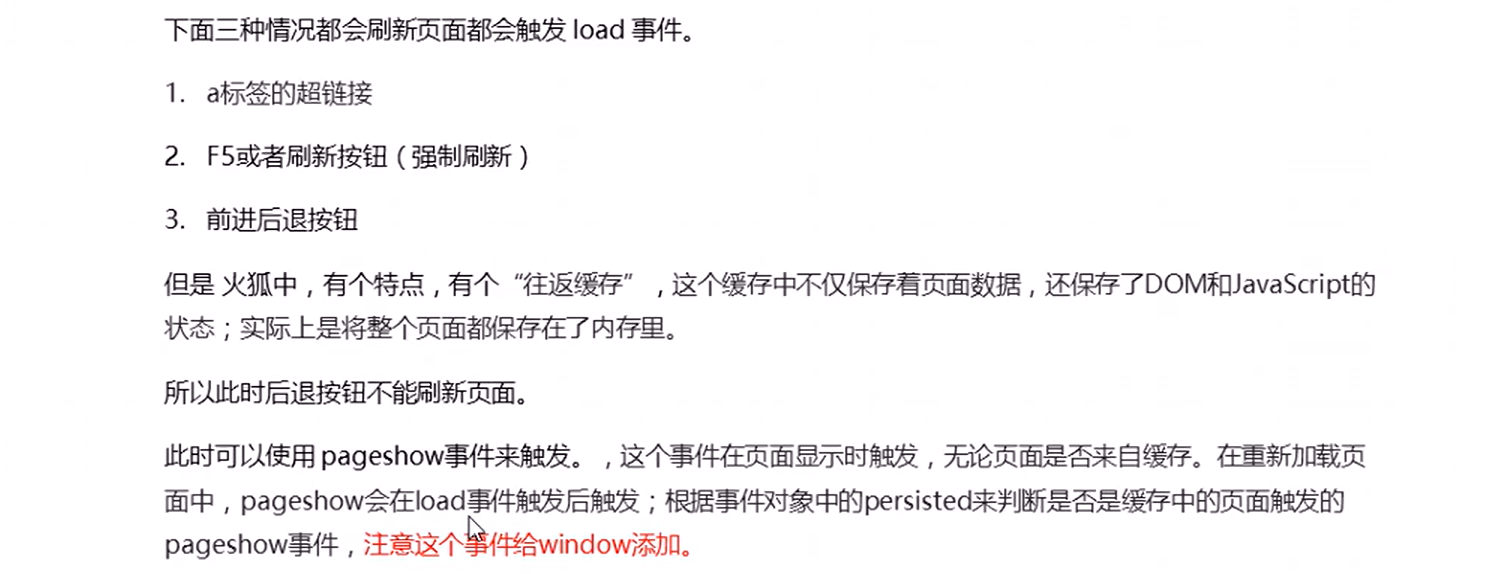 下面三种情况都会刷新页面都会触发 load 事件。
1. a标签的超链接
2. F5或者刷新按钮（强制刷新）
3. 前进后退按钮
但是 火狐中，有个特点，有个“往返缓存”，这个缓存中不仅保存着页面数据，还保存了DOM和JavaScript的
状态；实际上是将整个页面都保存在了内存里。
所以此时后退按钮不能刷新页面。
此时可以使用 pageshow事件来触发。，这个事件在页面显示时触发，无论页面是否来自缓存。在重新加载页
面中，pageshow会在load事件触发后触发；根据事件对象中的persisted来判断是否是缓存中的页面触发的
pageshow事件，注意这个事件给window添加。